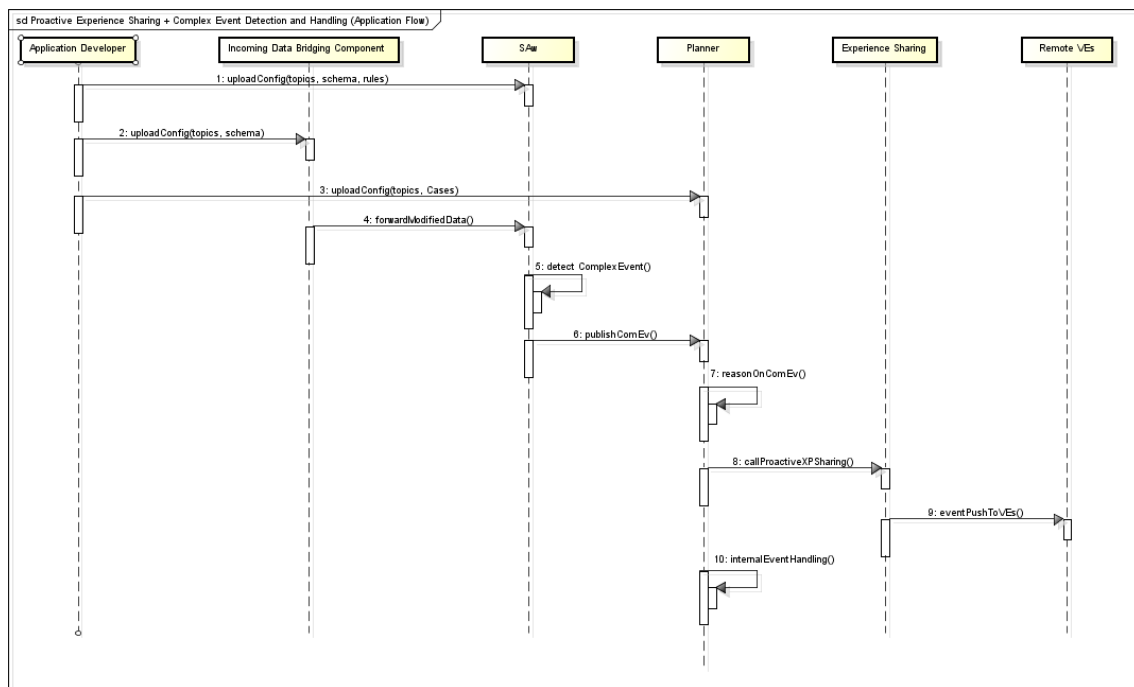 sd Proactive Experience Sharing + Complex Event Detection and Handling (Application Flow)
Application Developer
Incoming Data Bridging Component
SAw
Planner
Experience Sharing
Remote VEs
1: uploadConfig(topics, schema, rules)
2: uploadConfig(topics, schema)
3: uploadConfig(topics, Cases)
4: forwardModifiedData()
5: detect ComplexEvent()
6: publishComEv()
7: reasonOnComEv()
8: callProactiveXPSharing()
9: eventPushToVEs()
10: internalEventHandling()